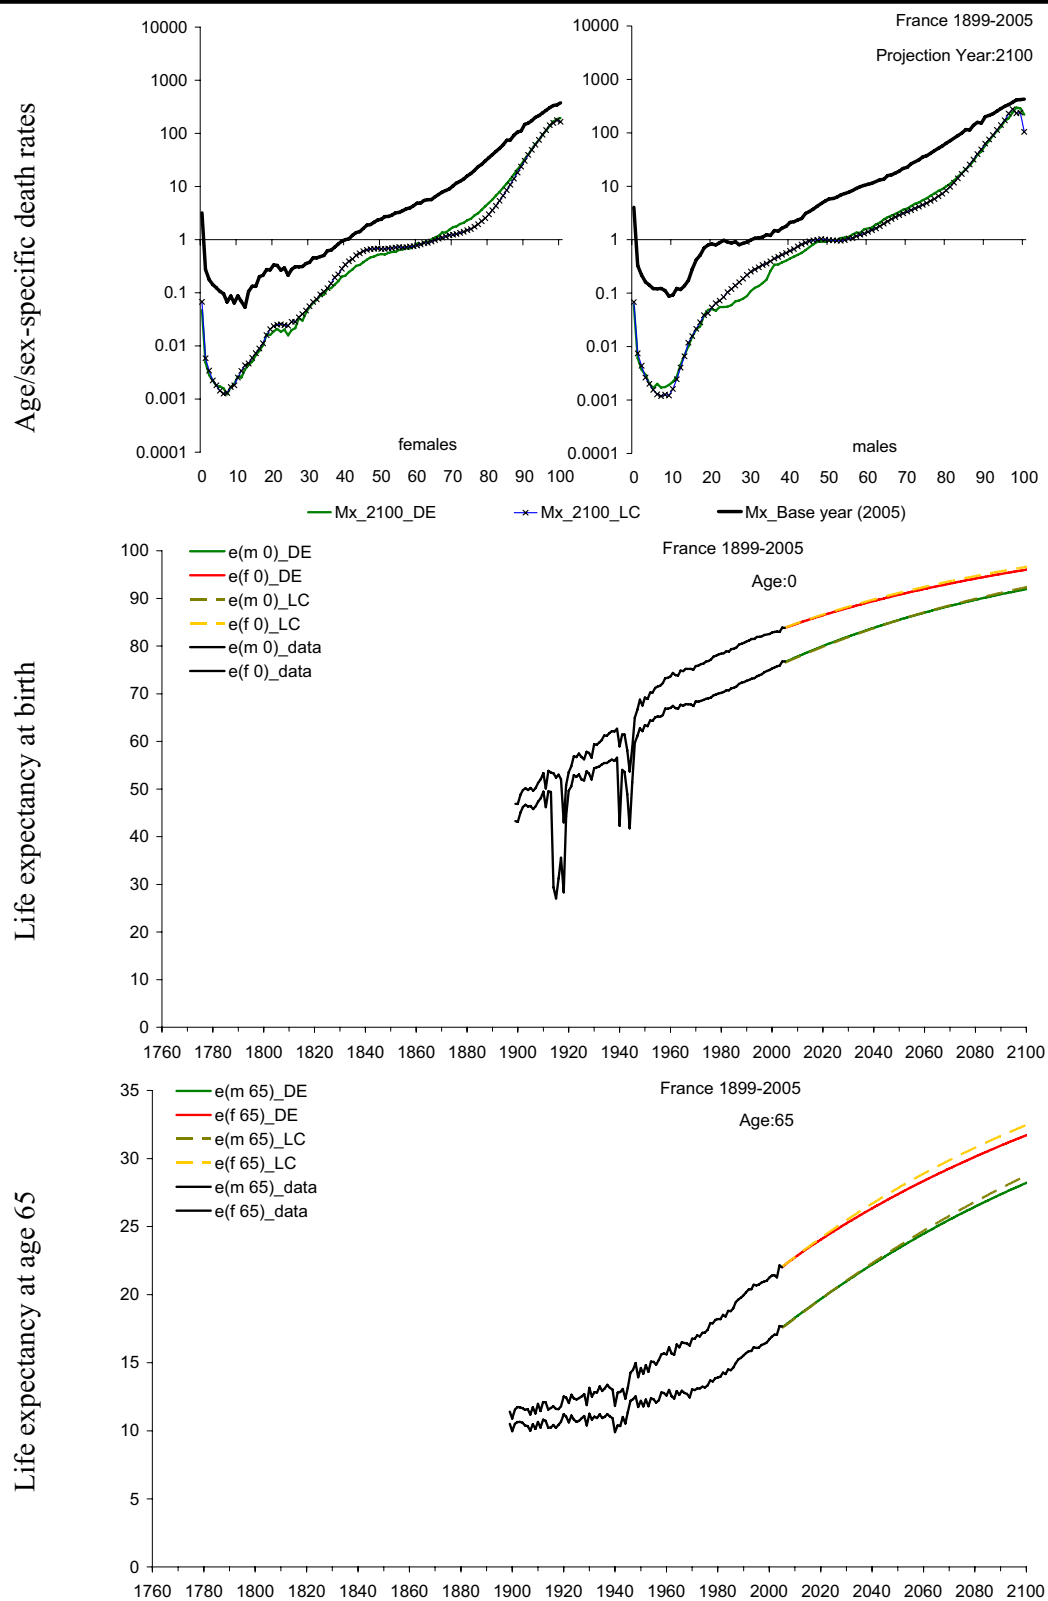 Age/sex-specific death rates
10000
1000
100
10
1
0.1
0.01
0.001
0.0001
females
0 10 20 30 40 50 60 70 80 90 100
France 1899-2005
Projection Year:2100
10000
1000
100
10
1
0.1
0.01
0.001
0.0001
males
0 10 20 30 40 50 60 70 80 90 100
Mx_2100_DE Mx_2100_LC Mx_Base year (2005)
Life expectancy at birth
France 1899-2005
Age:0
e(m 0)_DE
e(f 0)_DE
e(m 0)_LC
e(f 0)_LC
e(m 0)_data
e(f 0)_data
100
90
80
70
60
50
40
30
20
10
0
1760 1780 1800 1820 1840 1860 1880 1900 1920 1940 1960 1980 2000 2020 2040 2060 2080 2100
Life expectancy at age 65
France 1899-2005
Age:65
e(m 65)_DE
e(f 65)_DE
e(m 65)_LC
e(f 65)_LC
e(m 65)_data
e(f 65)_data
35
30
25
20
15
10
5
0
1760 1780 1800 1820 1840 1860 1880 1900 1920 1940 1960 1980 2000 2020 2040 2060 2080 2100